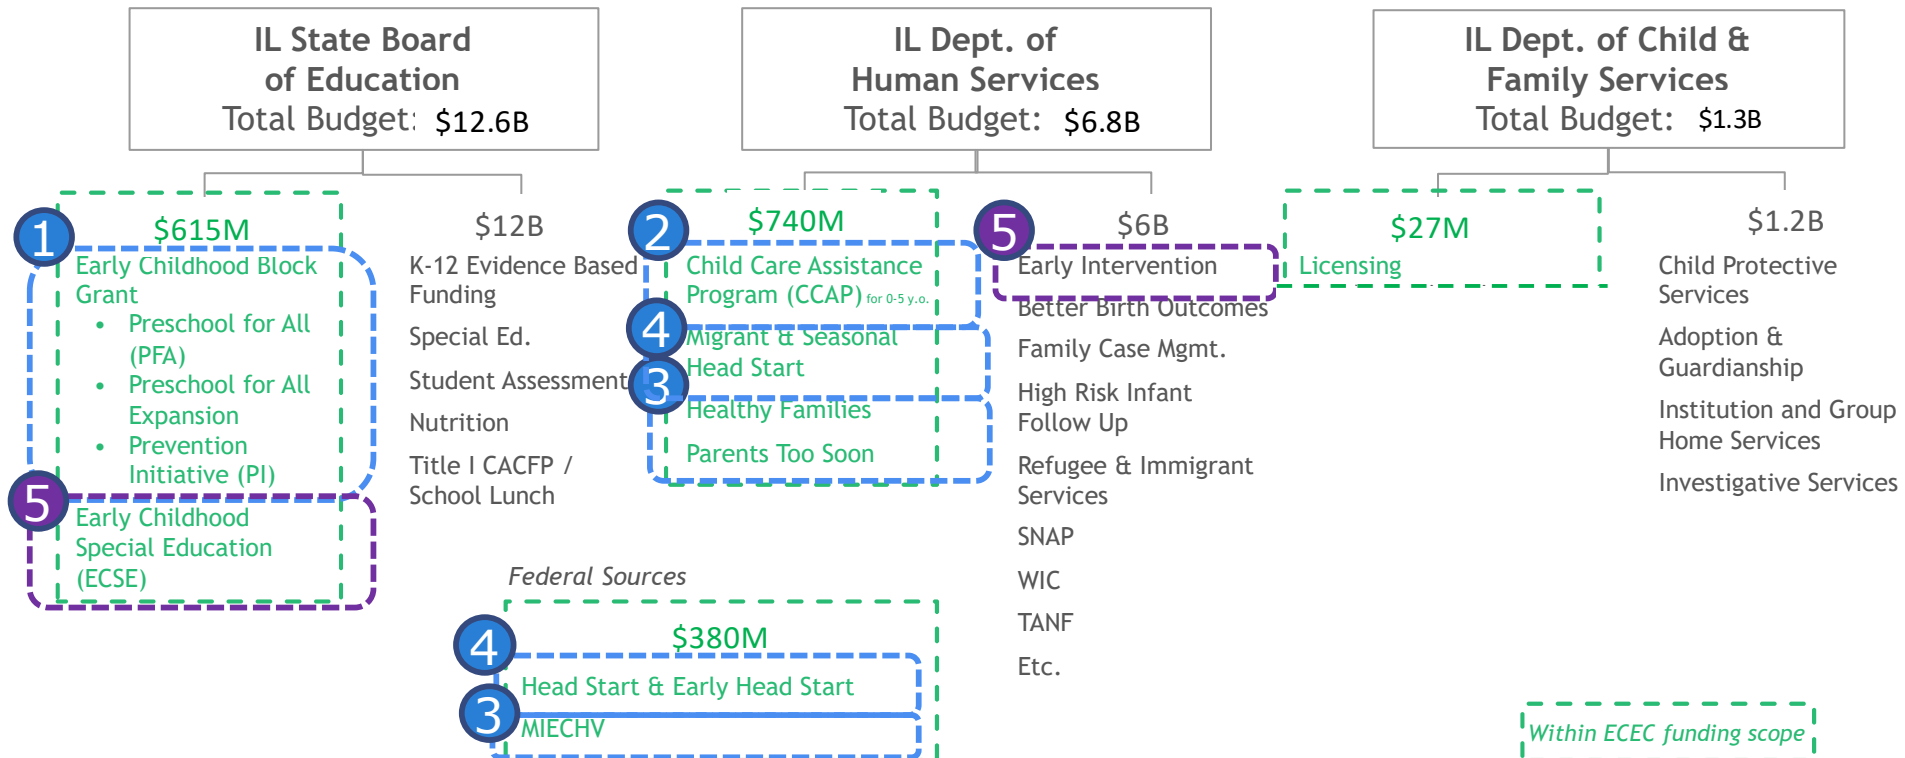 IL State Board
of Education
Total Budget: $12.6B
1
$615M
Early Childhood Block
Grant
• Preschool for All
(PFA)
• Preschool for All
Expansion
• Prevention
Initiative (PI)
5
Early Childhood
Special Education
(ECSE)
$12B
K-12 Evidence Based
Funding
Special Ed.
Student Assessment
Nutrition
Title I CACFP /
School Lunch
IL Dept. of
Human Services
Total Budget: $6.8B
2
$740M
Child Care Assistance
Program (CCAP) for 0-5 y.o.
4
Migrant & Seasonal
Head Start
3
Healthy Families
Parents Too Soon
5
$6B
Early Intervention
Better Birth Outcomes
Family Case Mgmt.
High Risk Infant
Follow Up
Refugee & Immigrant
Services
SNAP
WIC
TANF
Etc.
IL Dept. of Child &
Family Services
Total Budget: $1.3B
$27M
Licensing
$1.2B
Child Protective
Services
Adoption &
Guardianship
Institution and Group
Home Services
Investigative Services
Federal Sources
$380M
4
Head Start & Early Head Start
3
MIECHV
Within ECEC funding scope